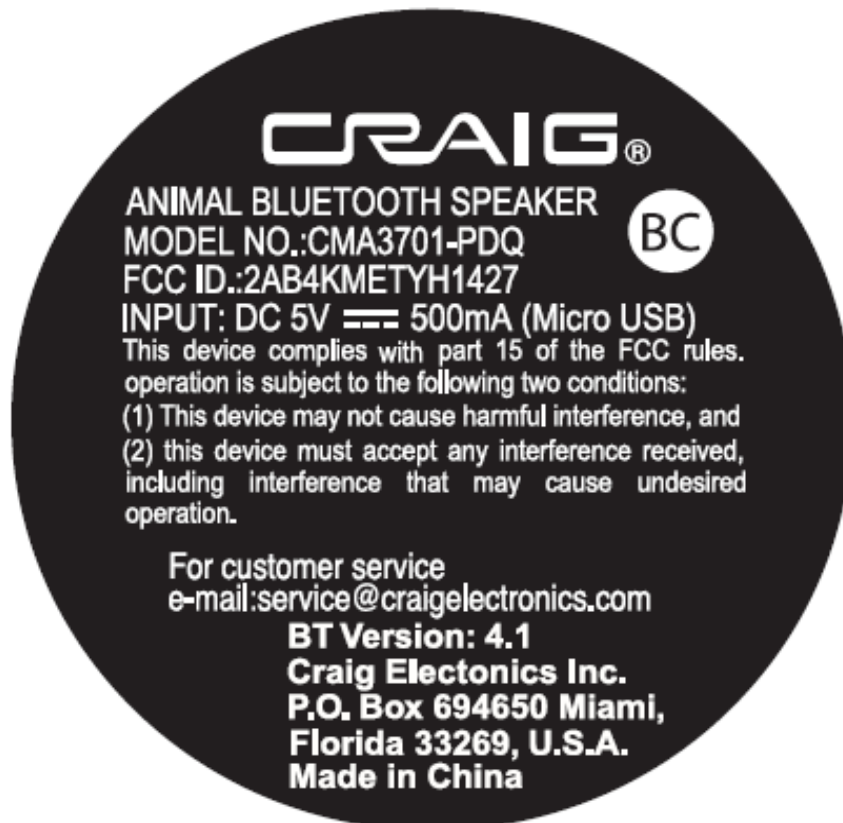 CRAIG®
ANIMAL BLUETOOTH SPEAKER
BC
MODEL NO.:CMA3701-PDQ
FCC ID.:2AB4KMETYH1427
INPUT: DC 5V ⎓ 500mA (Micro USB)
This device complies with part 15 of the FCC rules.
operation is subject to the following two conditions:
(1) This device may not cause harmful interference, and
(2) this device must accept any interference received,
including interference that may cause undesired
operation.
For customer service
e-mail:service@craigelectronics.com
BT Version: 4.1
Craig Electonics Inc.
P.O. Box 694650 Miami,
Florida 33269, U.S.A.
Made in China